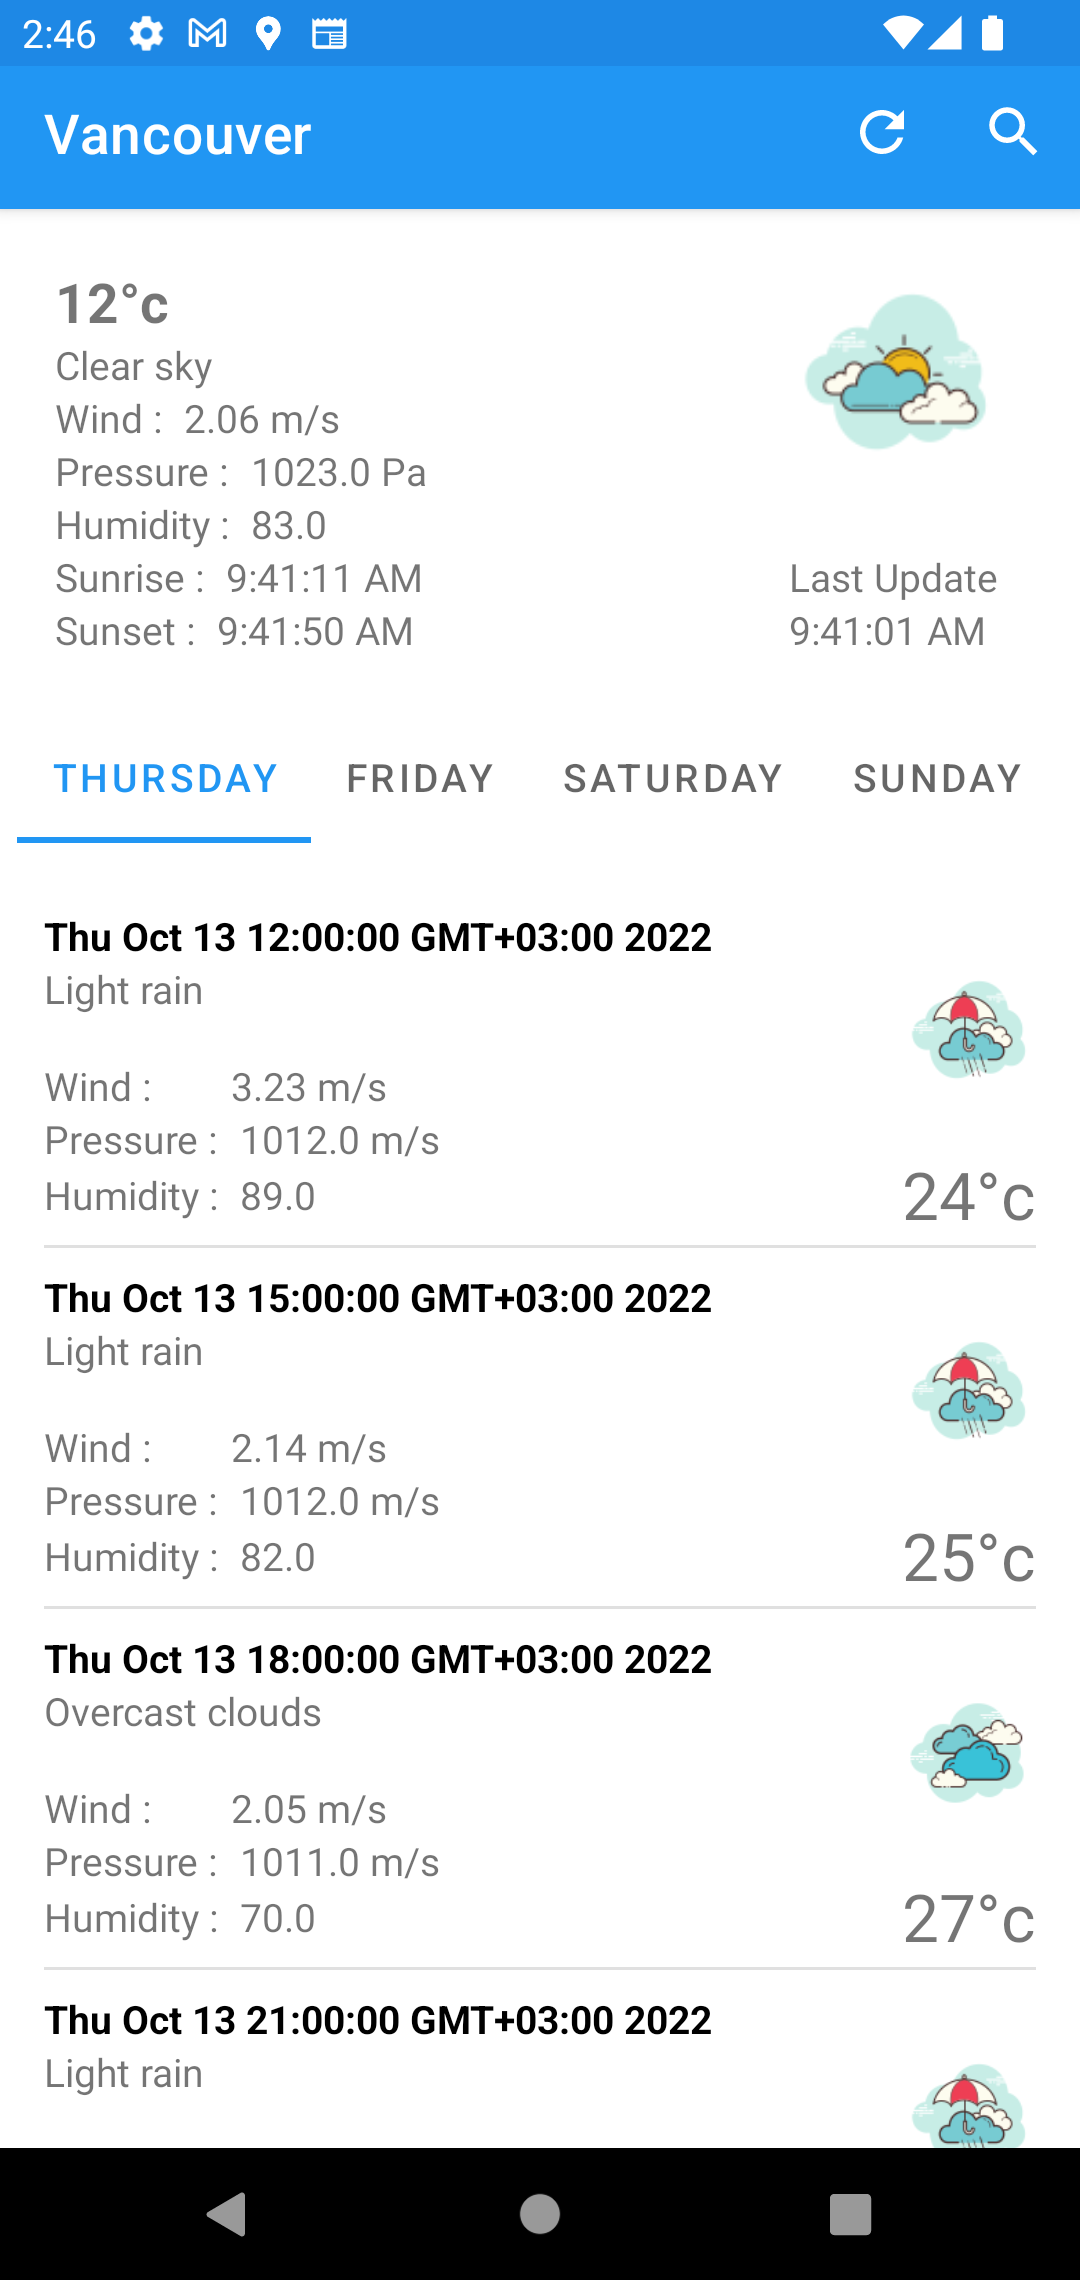 2:46
Vancouver
12°c
Clear sky
Wind : 2.06 m/s
Pressure : 1023.0 Pa
Humidity : 83.0
Sunrise : 9:41:11 AM
Sunset : 9:41:50 AM
Last Update
9:41:01 AM
THURSDAY FRIDAY SATURDAY SUNDAY
Thu Oct 13 12:00:00 GMT+03:00 2022
Light rain
Wind : 3.23 m/s
Pressure : 1012.0 m/s
Humidity : 89.0
24°c
Thu Oct 13 15:00:00 GMT+03:00 2022
Light rain
Wind : 2.14 m/s
Pressure : 1012.0 m/s
Humidity : 82.0
25°c
Thu Oct 13 18:00:00 GMT+03:00 2022
Overcast clouds
Wind : 2.05 m/s
Pressure : 1011.0 m/s
Humidity : 70.0
27°c
Thu Oct 13 21:00:00 GMT+03:00 2022
Light rain